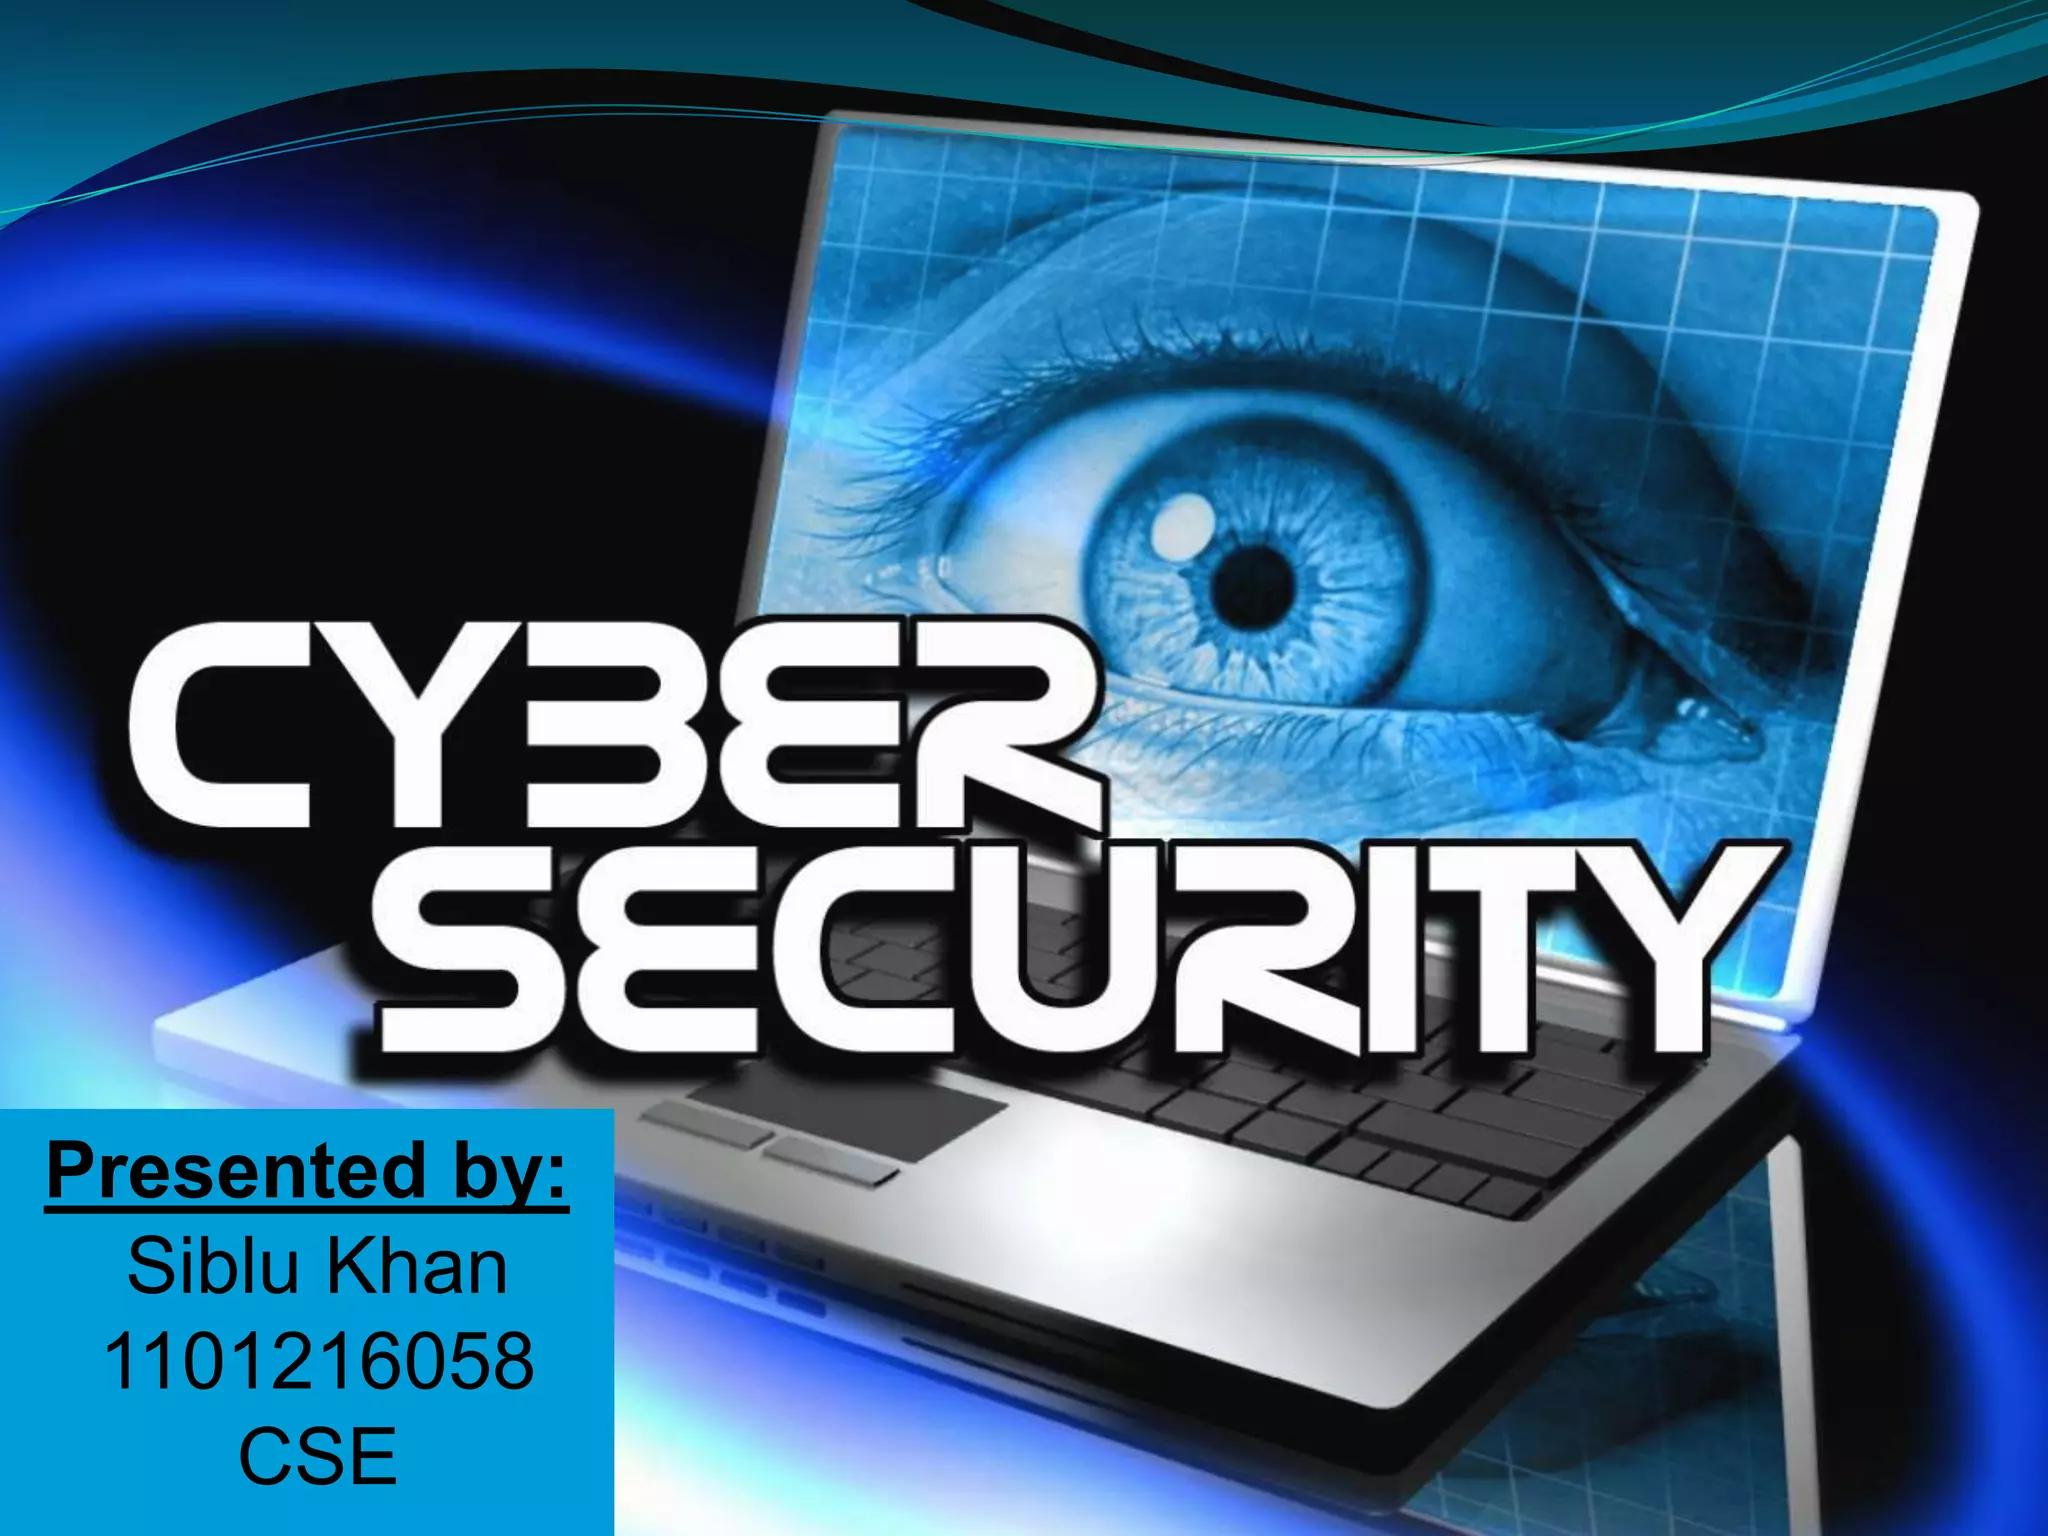 CYBER
SECURITY
Presented by:
Siblu Khan
1101216058
CSE